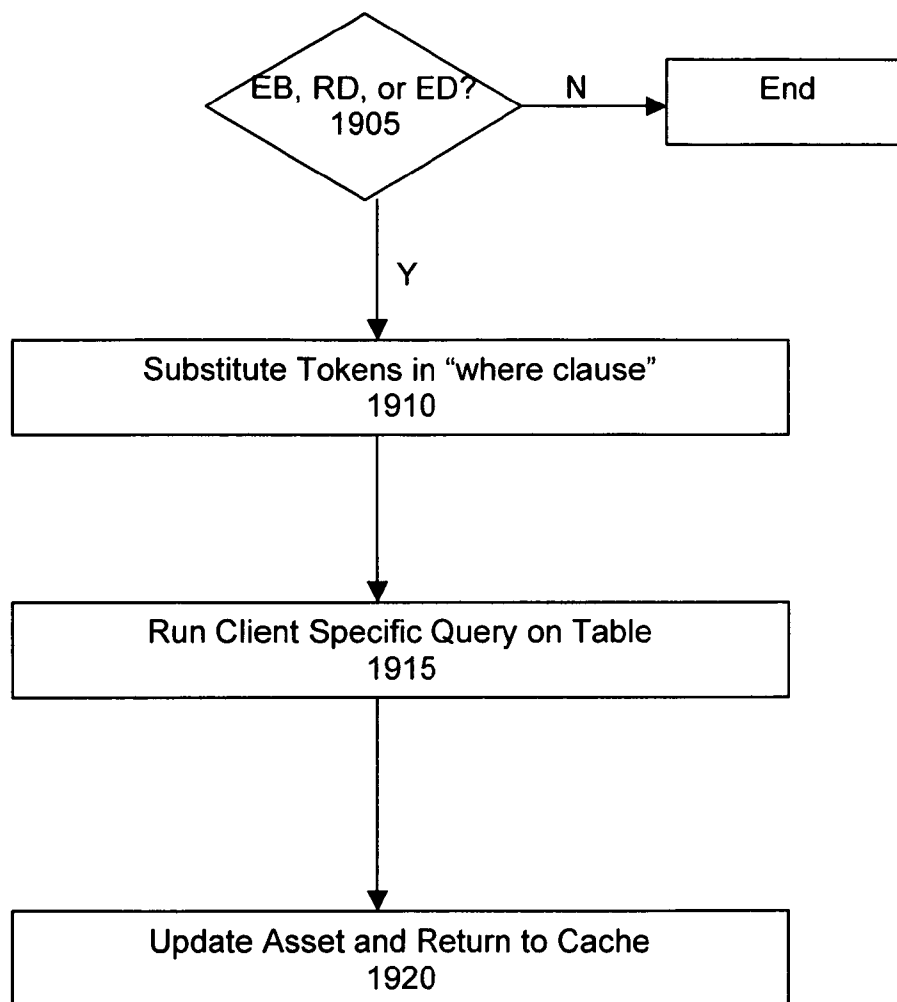 EB, RD, or ED?
1905
N
End
Y
Substitute Tokens in “where clause”
1910
Run Client Specific Query on Table
1915
Update Asset and Return to Cache
1920